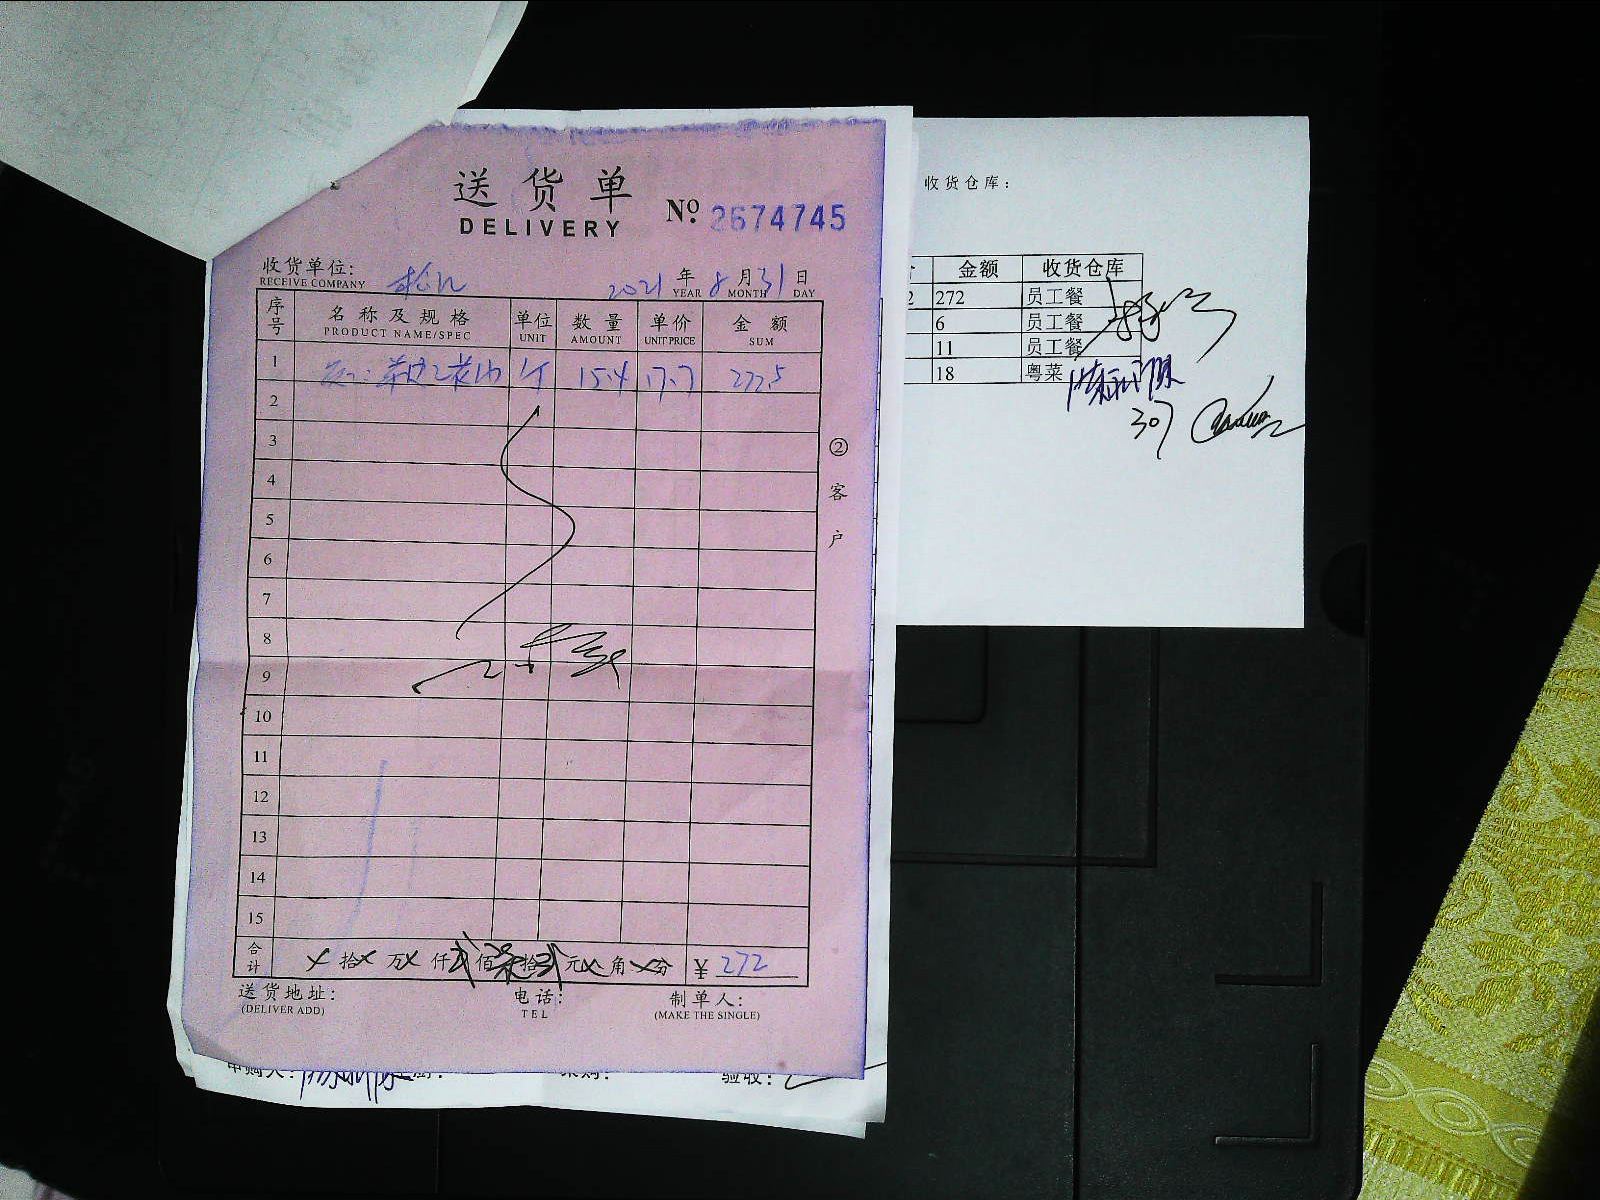 送货单
DELIVERY
Nº 2674745
收货单位:
RECEIVE COMPANY
2021 年 8 月 31 日
YEAR MONTH DAY
序号 名称及规格 单位 数量 单价 金额
PRODUCT NAME/SPEC UNIT AMOUNT UNIT PRICE SUM
1 15.4 17.7 272.5
2
3
4
5
6
7
8
9
10
11
12
13
14
15
合计 拾 万 仟 佰 拾 元 角 分 ¥ 272
送货地址: 电话: 制单人:
(DELIVER ADD) TEL (MAKE THE SINGLE)
②客户
申购人: 验收:
收货仓库:
金额 收货仓库
2 272 员工餐
6 员工餐
11 员工餐
18 粤菜
307